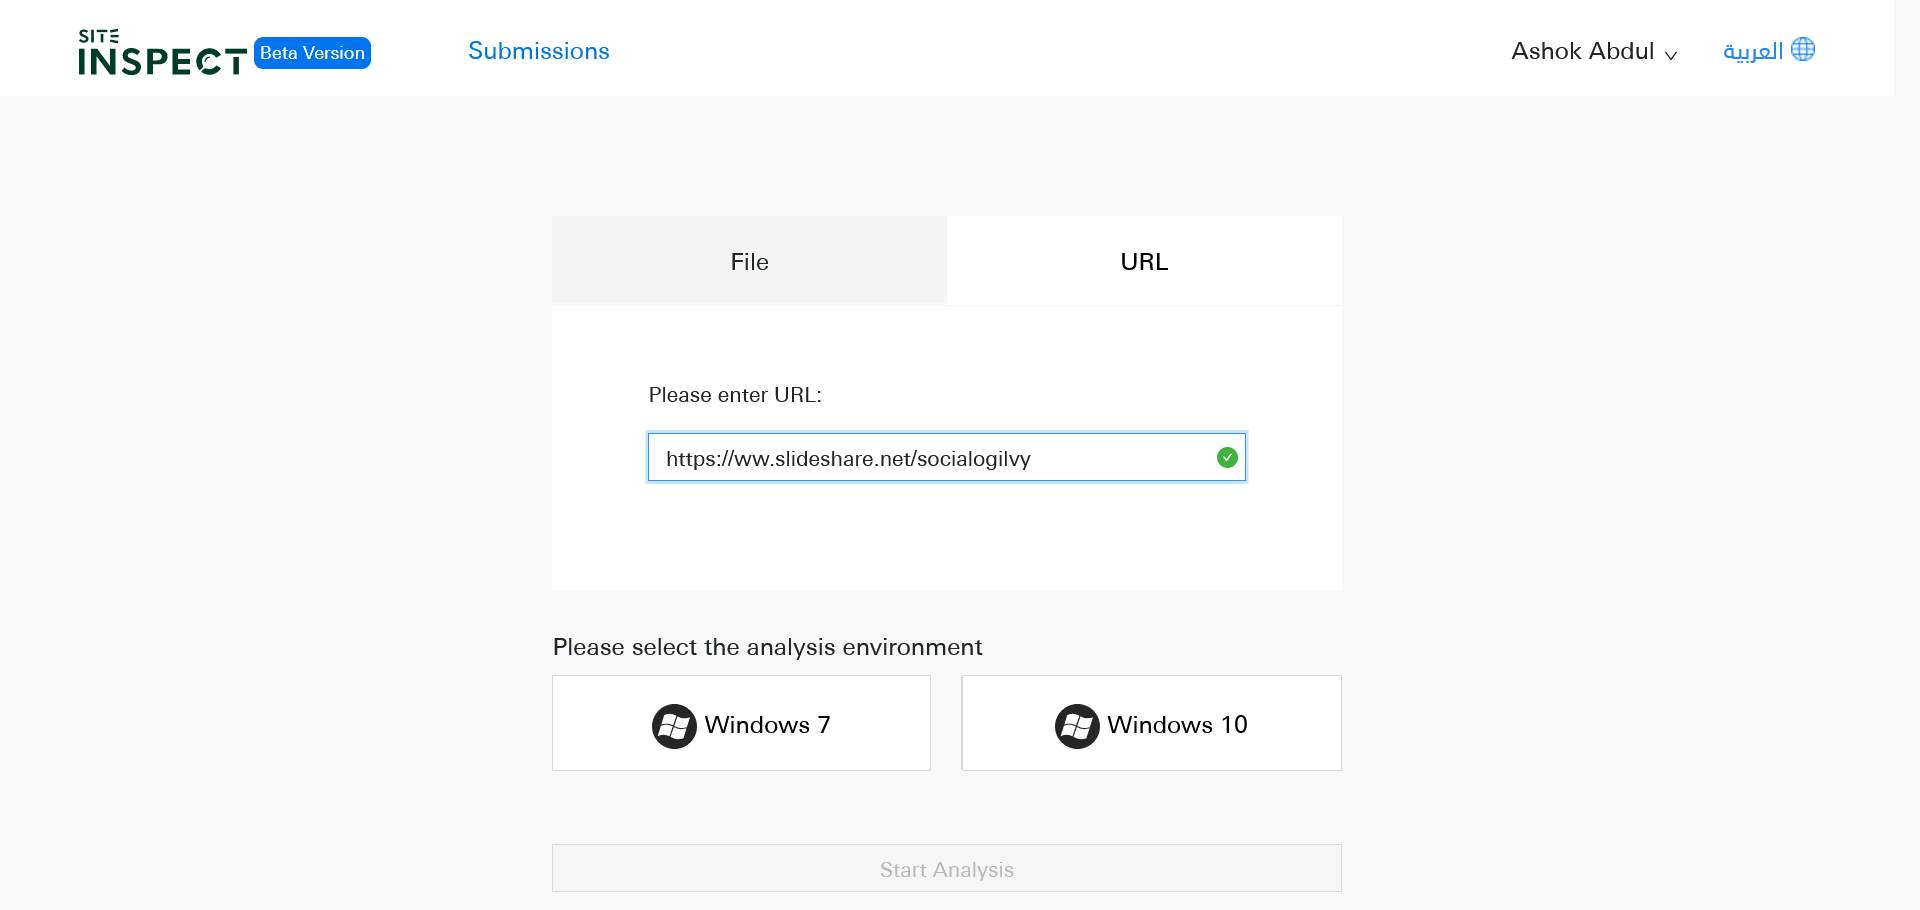 SITE
INSPECT Beta Version
Submissions
Ashok Abdul
العربية
File
URL
Please enter URL:
https://ww.slideshare.net/socialogilvy
Please select the analysis environment
Windows 7
Windows 10
Start Analysis